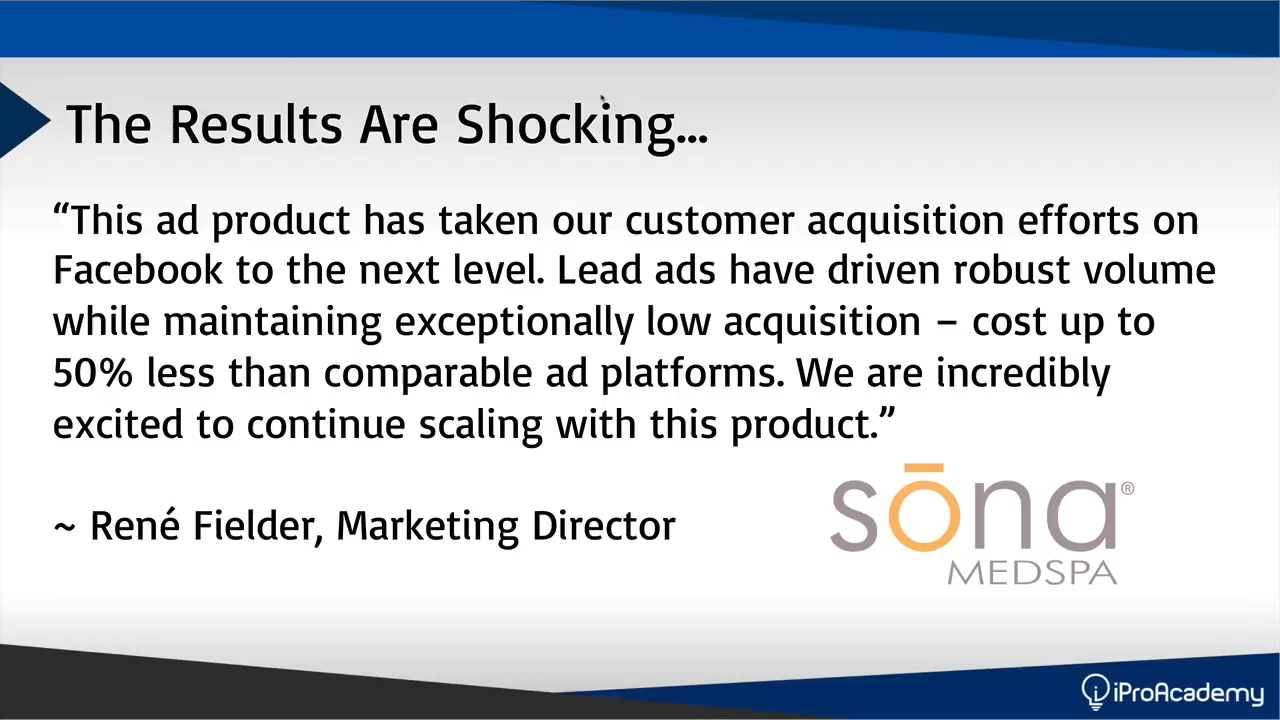 The Results Are Shocking...
“This ad product has taken our customer acquisition efforts on
Facebook to the next level. Lead ads have driven robust volume
while maintaining exceptionally low acquisition – cost up to
50% less than comparable ad platforms. We are incredibly
excited to continue scaling with this product.”
~ René Fielder, Marketing Director
sōna®
MEDSPA
iProAcademy